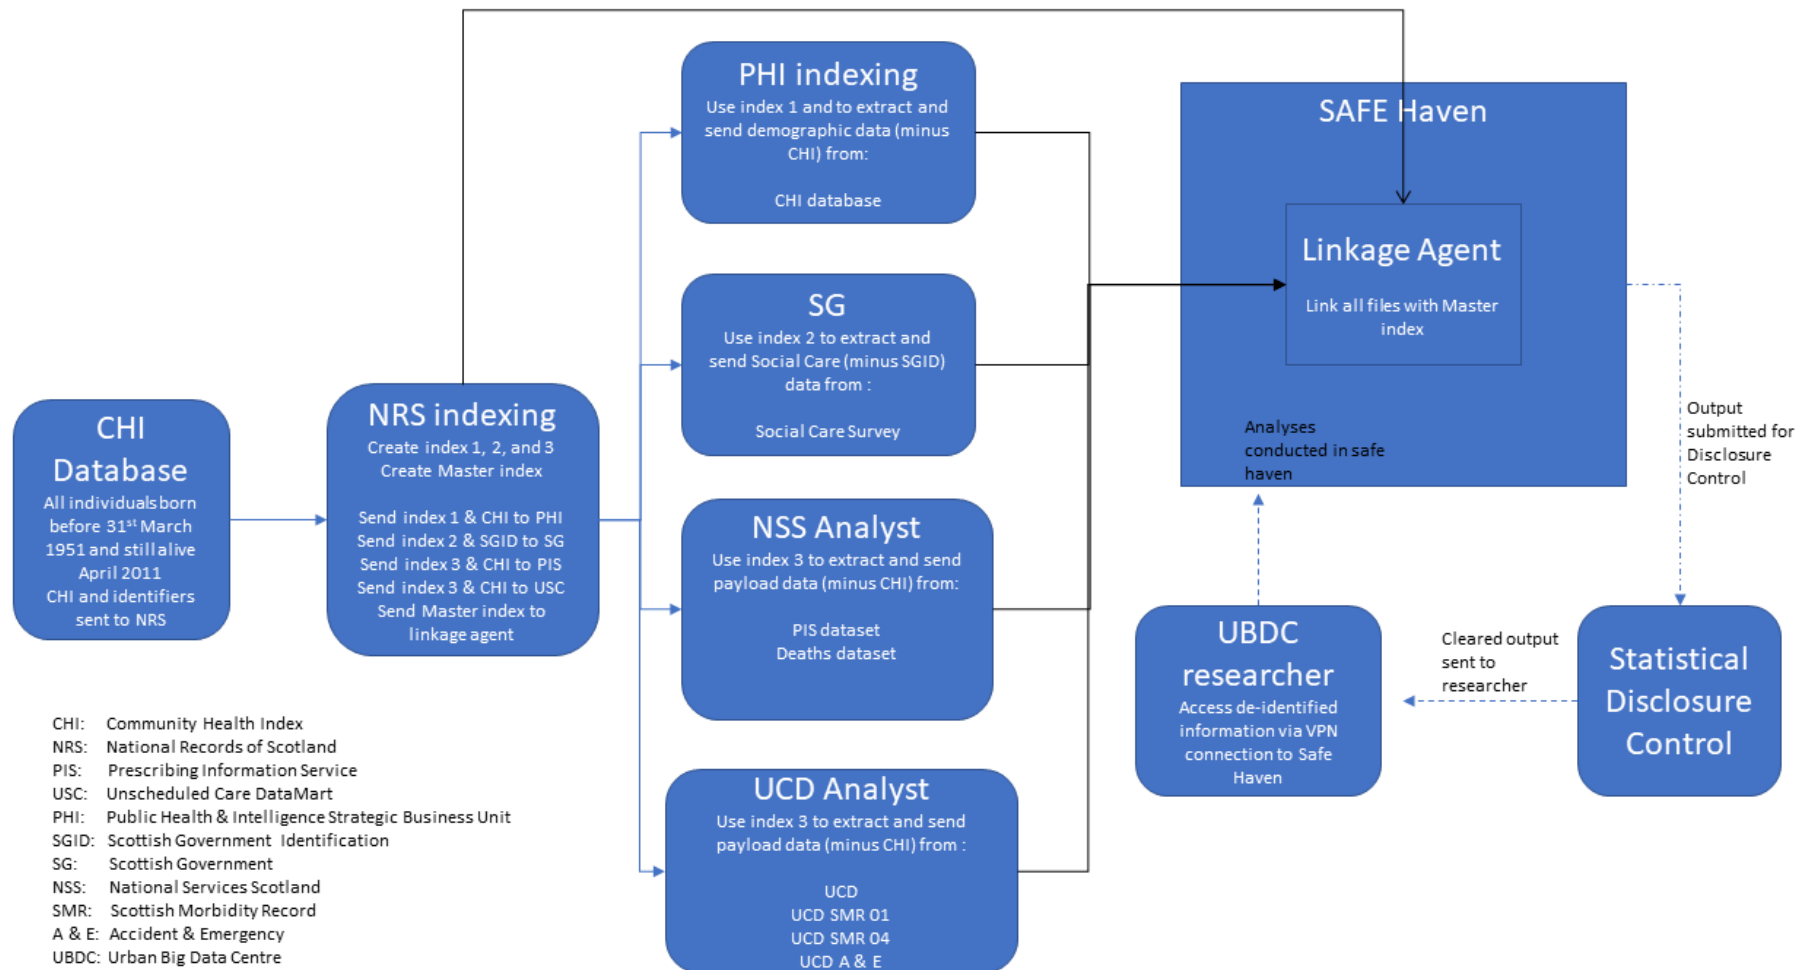 CHI
Database
All individuals born
before 31st March
1951 and still alive
April 2011
CHI and identifiers
sent to NRS
NRS indexing
Create index 1, 2, and 3
Create Master index
Send index 1 & CHI to PHI
Send index 2 & SGID to SG
Send index 3 & CHI to PIS
Send index 3 & CHI to USC
Send Master index to
linkage agent
PHI indexing
Use index 1 and to extract and
send demographic data (minus
CHI) from:
CHI database
SG
Use index 2 to extract and
send Social Care (minus SGID)
data from :
Social Care Survey
NSS Analyst
Use index 3 to extract and send
payload data (minus CHI) from:
PIS dataset
Deaths dataset
UCD Analyst
Use index 3 to extract and send
payload data (minus CHI) from :
UCD
UCD SMR 01
UCD SMR 04
UCD A & E
SAFE Haven
Linkage Agent
Link all files with Master
index
Analyses
conducted in safe
haven
Output
submitted for
Disclosure
Control
UBDC
researcher
Access de-identified
information via VPN
connection to Safe
Haven
Cleared output
sent to
researcher
Statistical
Disclosure
Control
CHI: Community Health Index
NRS: National Records of Scotland
PIS: Prescribing Information Service
USC: Unscheduled Care DataMart
PHI: Public Health & Intelligence Strategic Business Unit
SGID: Scottish Government Identification
SG: Scottish Government
NSS: National Services Scotland
SMR: Scottish Morbidity Record
A & E: Accident & Emergency
UBDC: Urban Big Data Centre